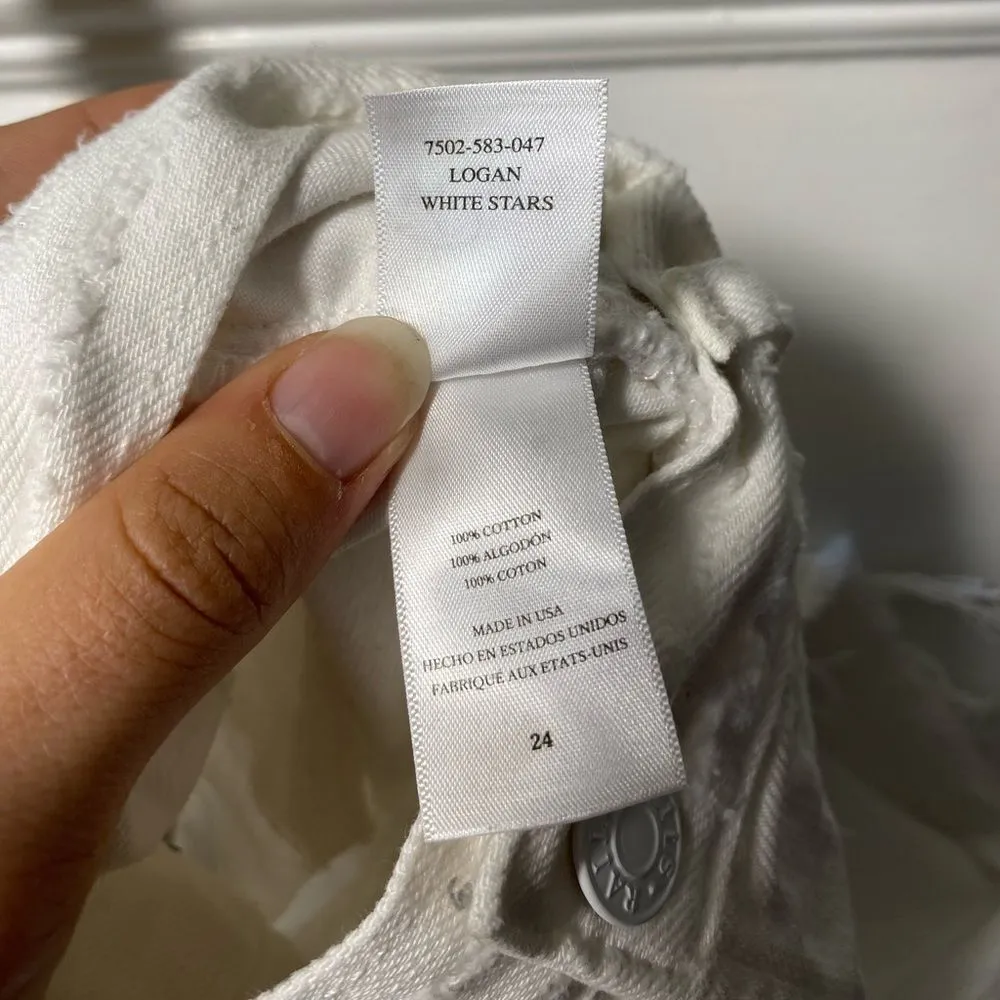 7502-583-047
LOGAN
WHITE STARS
100% COTTON
100% ALGODÓN
100% COTON
MADE IN USA
HECHO EN ESTADOS UNIDOS
FABRIQUÉ AUX ETATS-UNIS
24